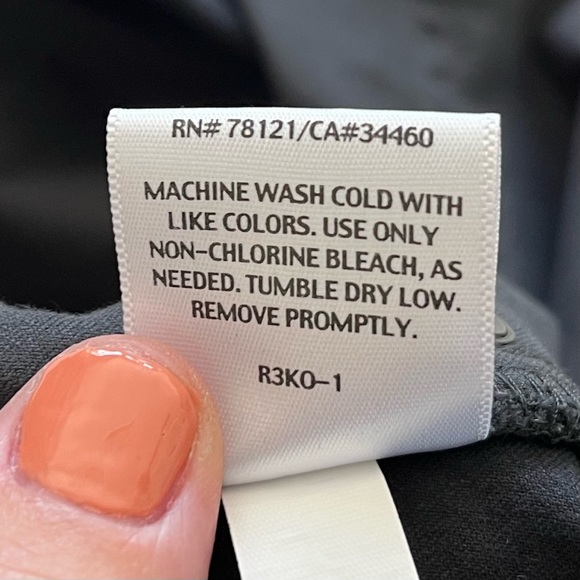 RN# 78121/CA#34460
MACHINE WASH COLD WITH
LIKE COLORS. USE ONLY
NON-CHLORINE BLEACH, AS
NEEDED. TUMBLE DRY LOW.
REMOVE PROMPTLY.
R3KO-1